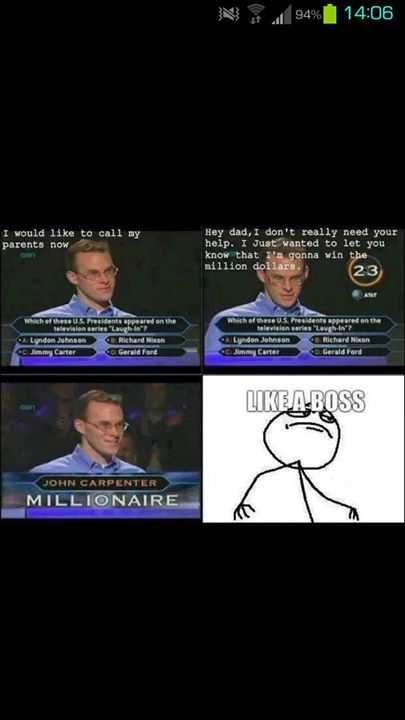 94% 14:06
I would like to call my
parents now
GSN
Which of these U.S. Presidents appeared on the
television series "Laugh-In"?
A: Lyndon Johnson
B: Richard Nixon
C: Jimmy Carter
D: Gerald Ford
Hey dad,I don't really need your
help. I Just wanted to let you
know that I'm gonna win the
million dollars.
23
AT&T
Which of these U.S. Presidents appeared on the
television series "Laugh-In"?
A: Lyndon Johnson
B: Richard Nixon
C: Jimmy Carter
D: Gerald Ford
GSN
JOHN CARPENTER
MILLIONAIRE
LIKE A BOSS